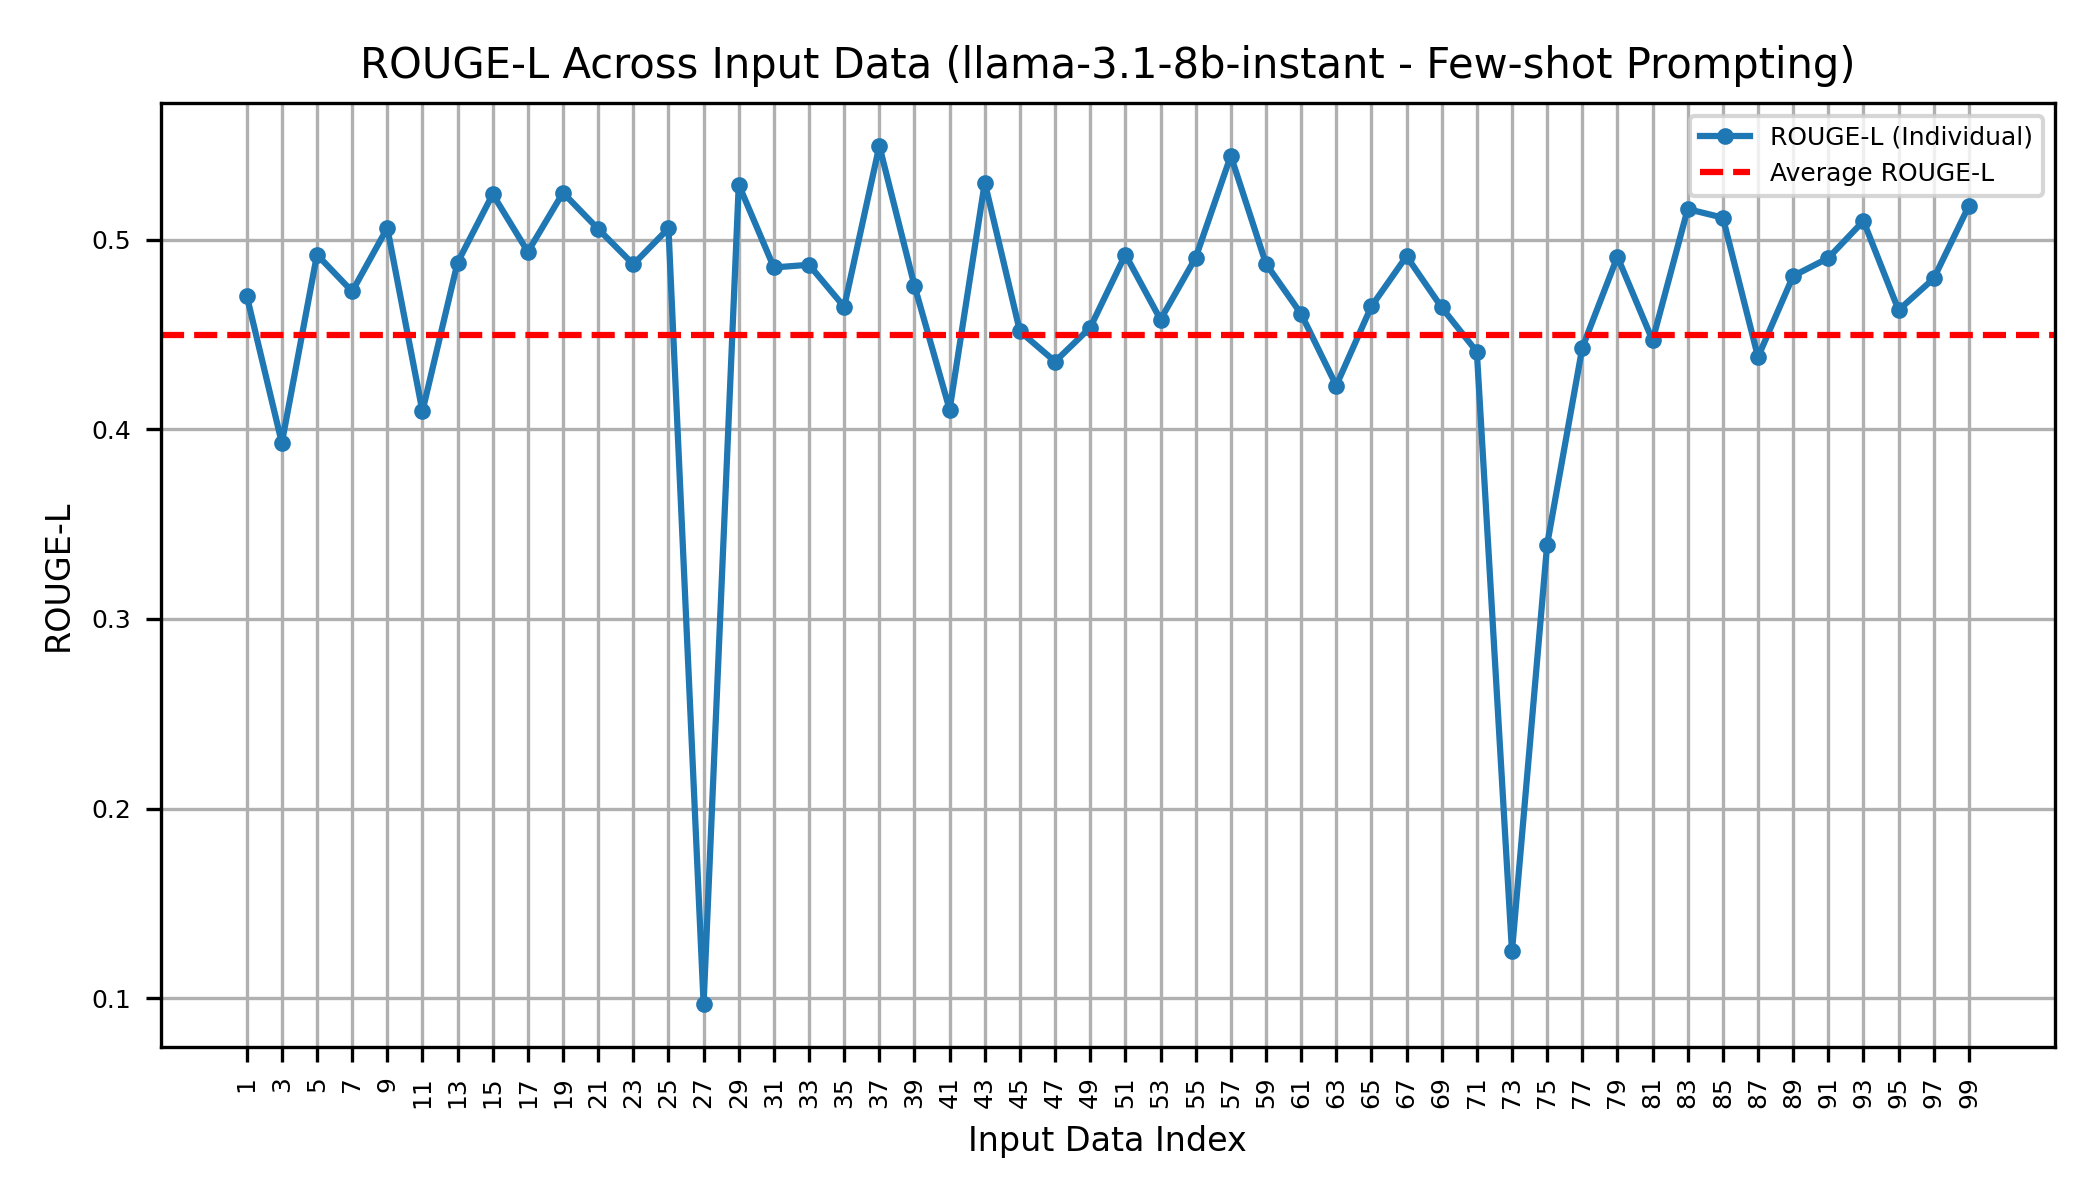 ROUGE-L Across Input Data (llama-3.1-8b-instant - Few-shot Prompting)
ROUGE-L (Individual)
Average ROUGE-L
ROUGE-L
0.5
0.4
0.3
0.2
0.1
1 3 5 7 9 11 13 15 17 19 21 23 25 27 29 31 33 35 37 39 41 43 45 47 49 51 53 55 57 59 61 63 65 67 69 71 73 75 77 79 81 83 85 87 89 91 93 95 97 99
Input Data Index